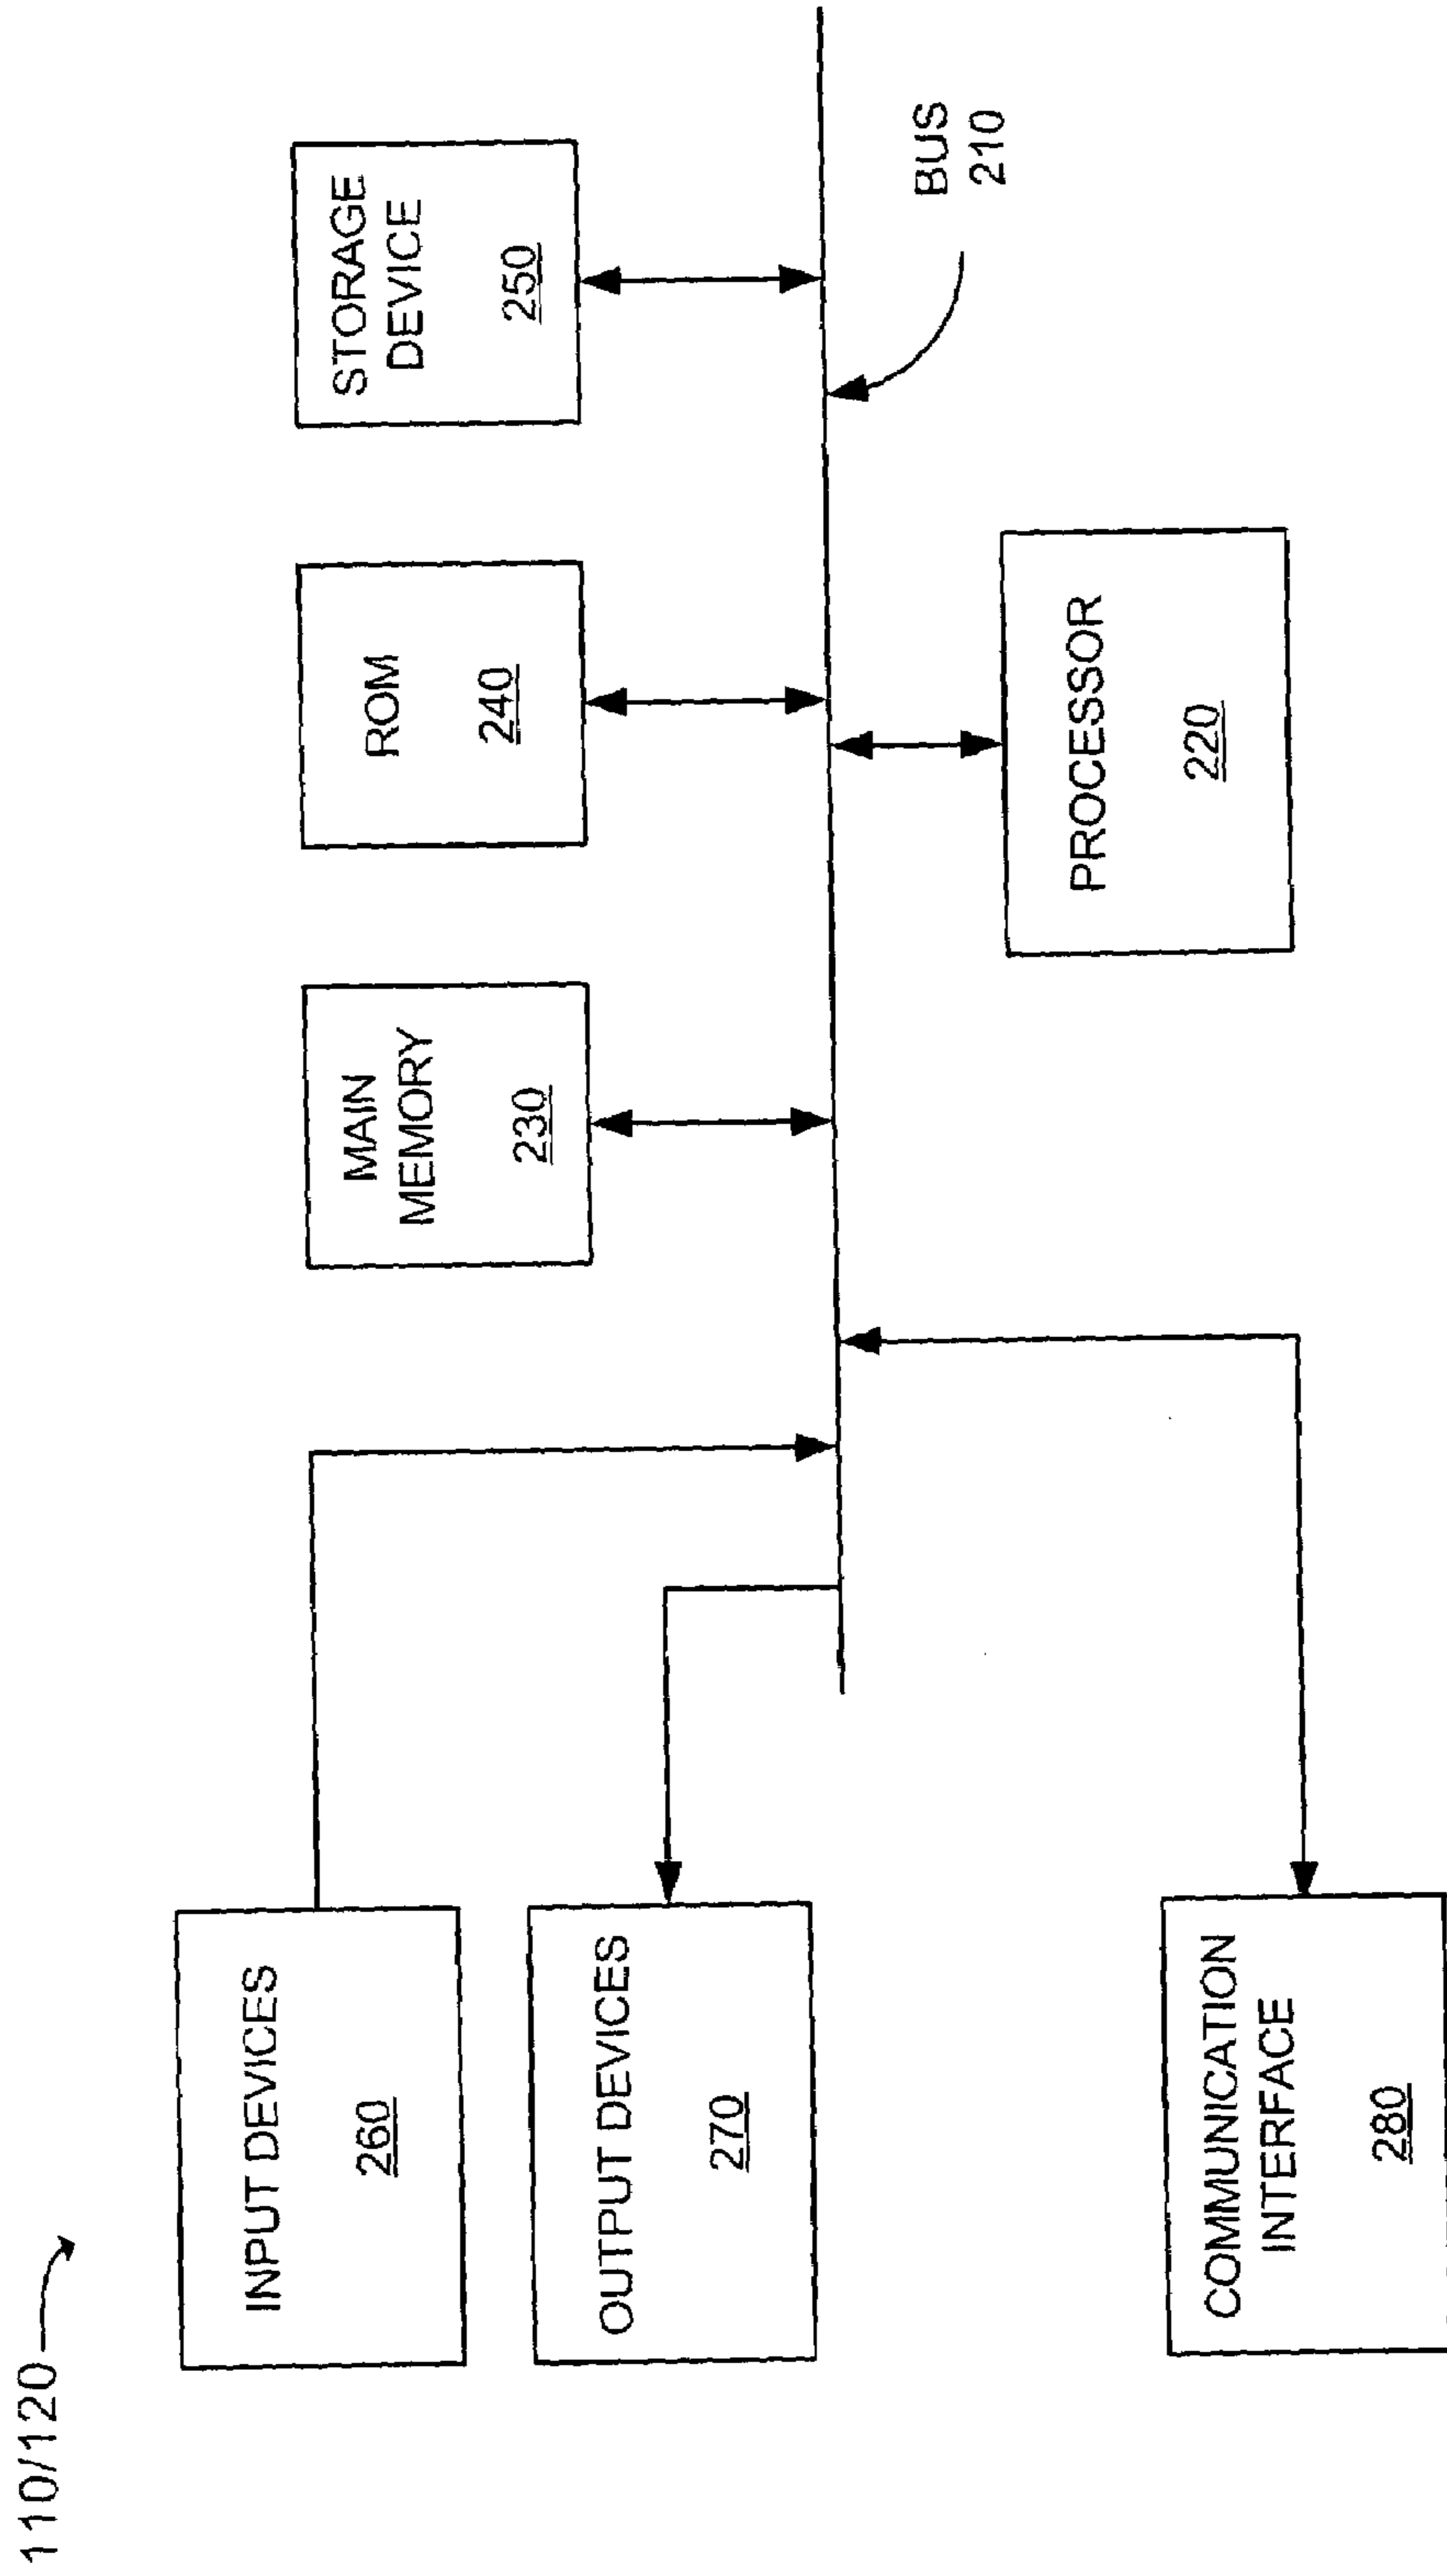 110/120
INPUT DEVICES
260
OUTPUT DEVICES
270
COMMUNICATION
INTERFACE
280
MAIN
MEMORY
230
ROM
240
STORAGE
DEVICE
250
PROCESSOR
220
BUS
210